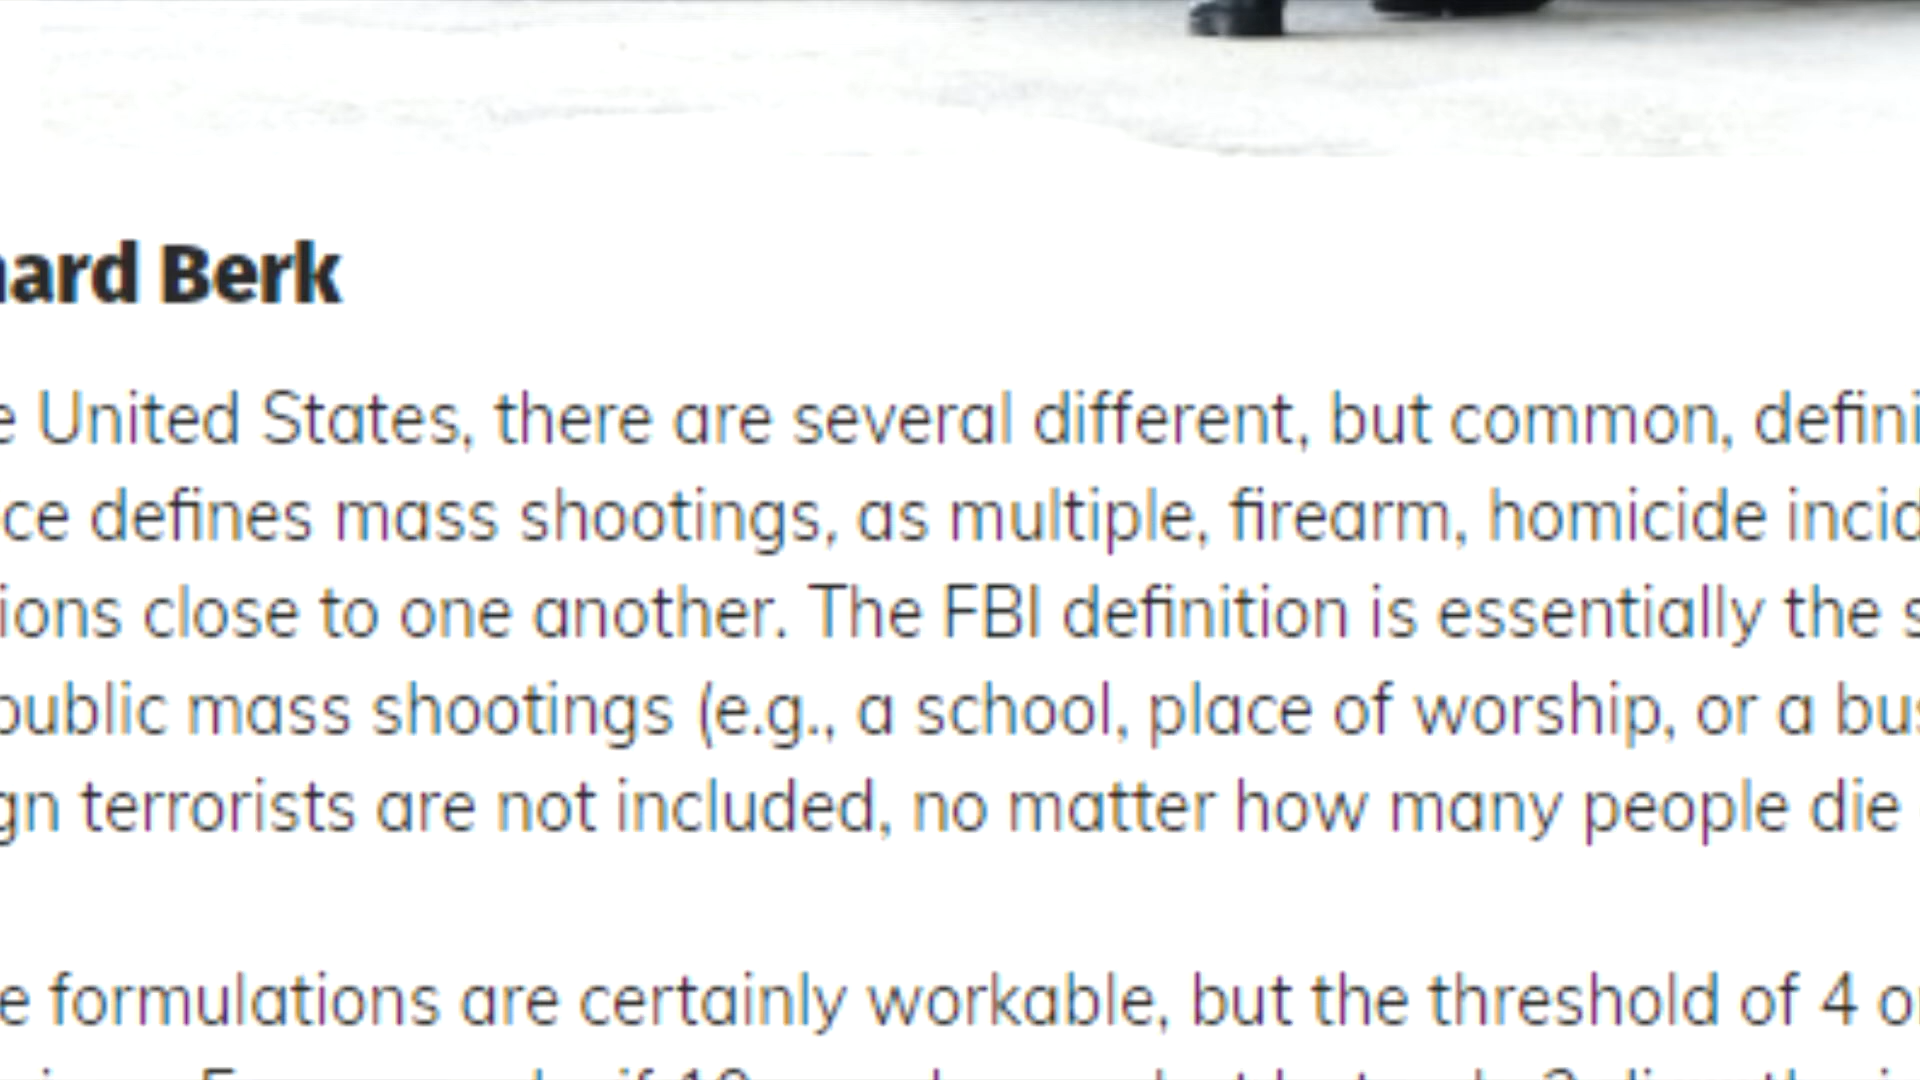 hard Berk
e United States, there are several different, but common, defini
ce defines mass shootings, as multiple, firearm, homicide incid
ions close to one another. The FBI definition is essentially the s
public mass shootings (e.g., a school, place of worship, or a bus
gn terrorists are not included, no matter how many people die
e formulations are certainly workable, but the threshold of 4 or